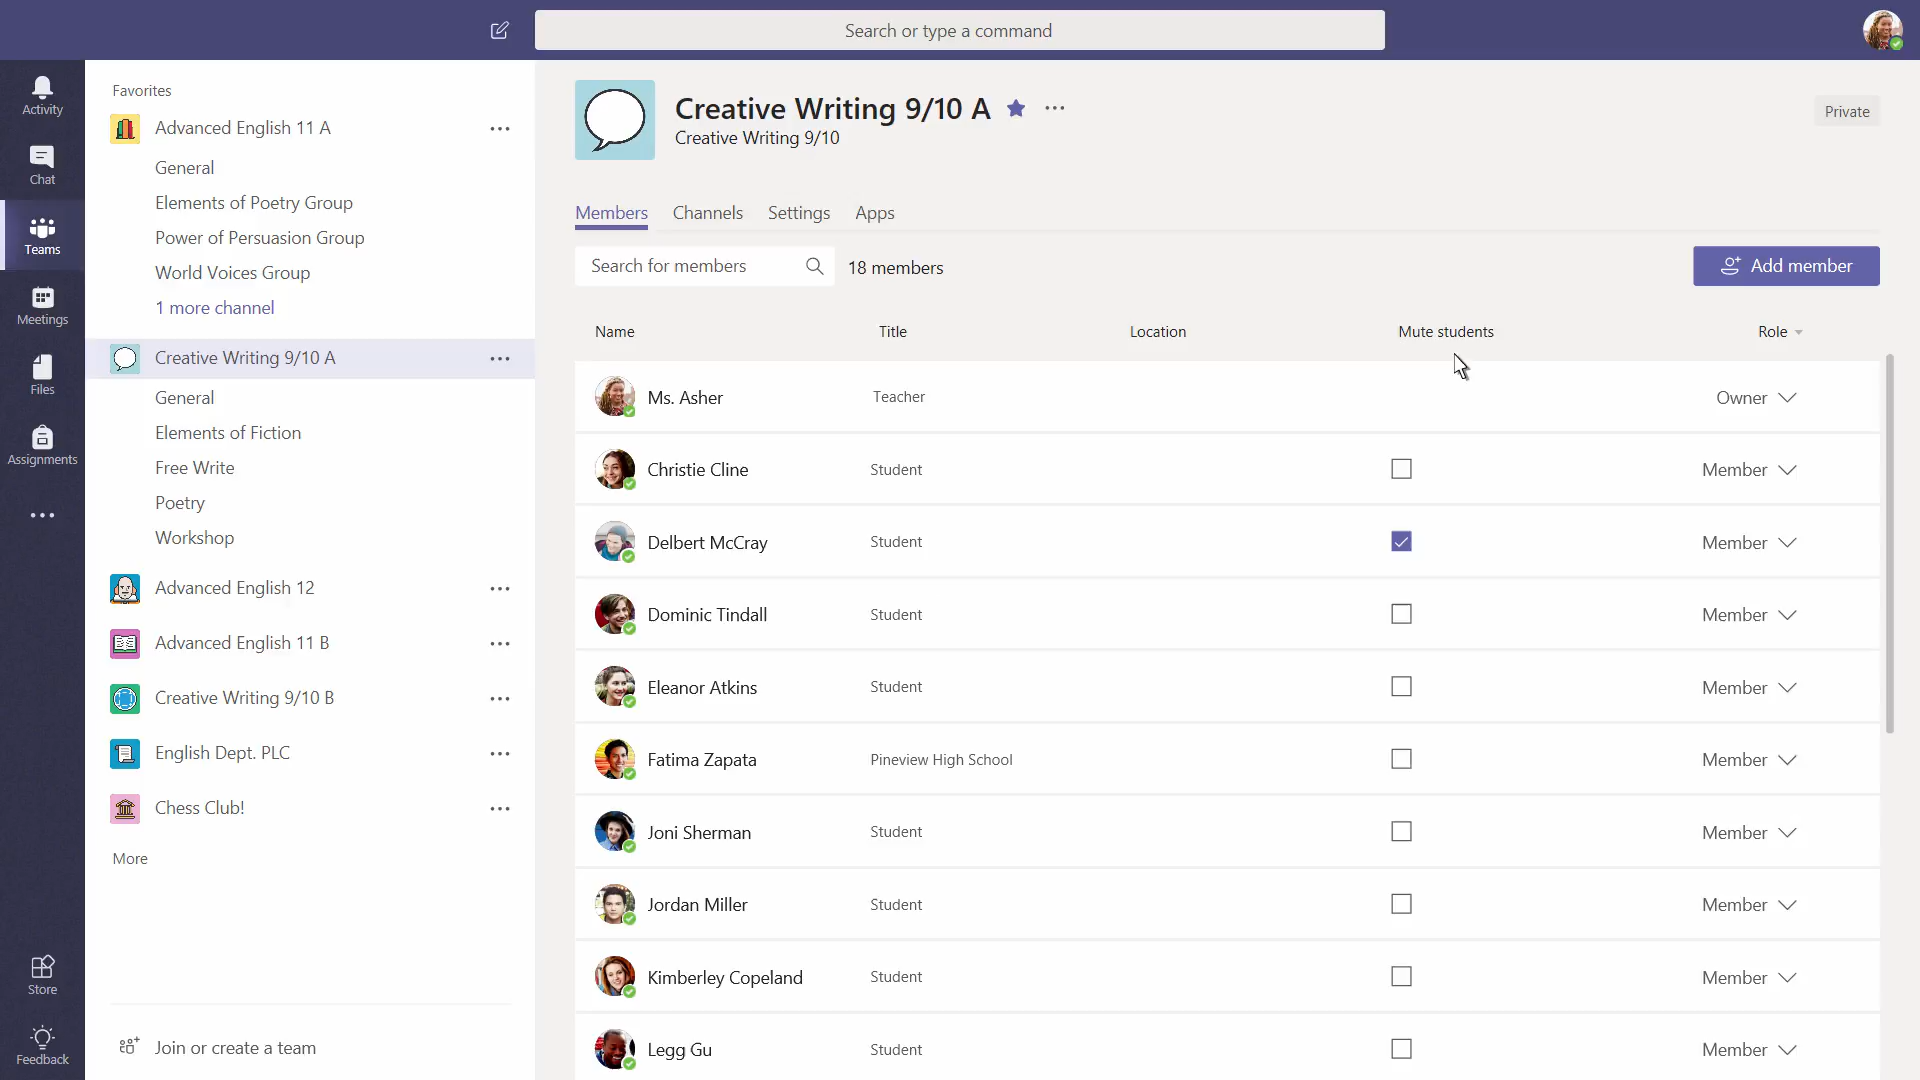 Search or type a command
Activity
Chat
Teams
Meetings
Files
Assignments
Store
Feedback
Favorites
Advanced English 11 A
General
Elements of Poetry Group
Power of Persuasion Group
World Voices Group
1 more channel
Creative Writing 9/10 A
General
Elements of Fiction
Free Write
Poetry
Workshop
Advanced English 12
Advanced English 11 B
Creative Writing 9/10 B
English Dept. PLC
Chess Club!
More
Join or create a team
Creative Writing 9/10 A
Creative Writing 9/10
Private
Members Channels Settings Apps
Search for members 18 members Add member
Name Title Location Mute students Role
Ms. Asher Teacher Owner
Christie Cline Student Member
Delbert McCray Student Member
Dominic Tindall Student Member
Eleanor Atkins Student Member
Fatima Zapata Pineview High School Member
Joni Sherman Student Member
Jordan Miller Student Member
Kimberley Copeland Student Member
Legg Gu Student Member